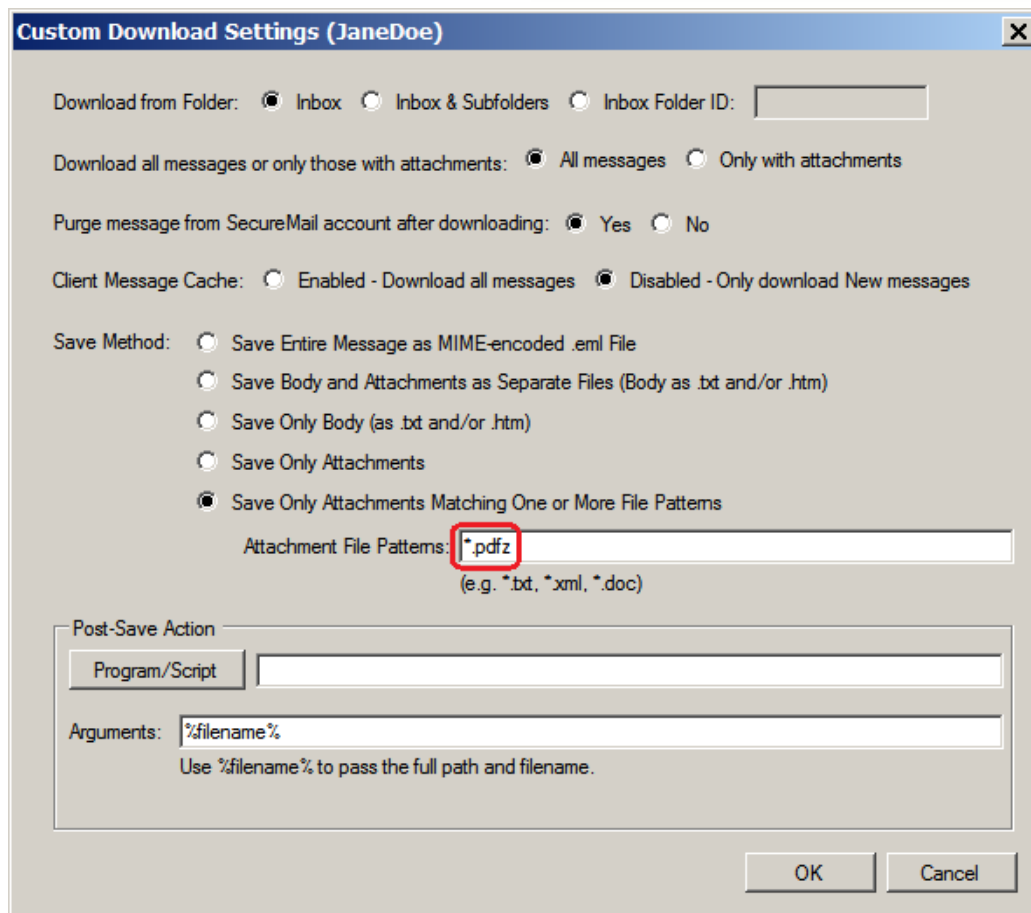 Custom Download Settings (JaneDoe)
Download from Folder: Inbox Inbox & Subfolders Inbox Folder ID:
Download all messages or only those with attachments: All messages Only with attachments
Purge message from SecureMail account after downloading: Yes No
Client Message Cache: Enabled - Download all messages Disabled - Only download New messages
Save Method: Save Entire Message as MIME-encoded .eml File
Save Body and Attachments as Separate Files (Body as .txt and/or .htm)
Save Only Body (as .txt and/or .htm)
Save Only Attachments
Save Only Attachments Matching One or More File Patterns
Attachment File Patterns: *.pdfz
(e.g. *.txt, *.xml, *.doc)
Post-Save Action
Program/Script
Arguments: %filename%
Use %filename% to pass the full path and filename.
OK Cancel